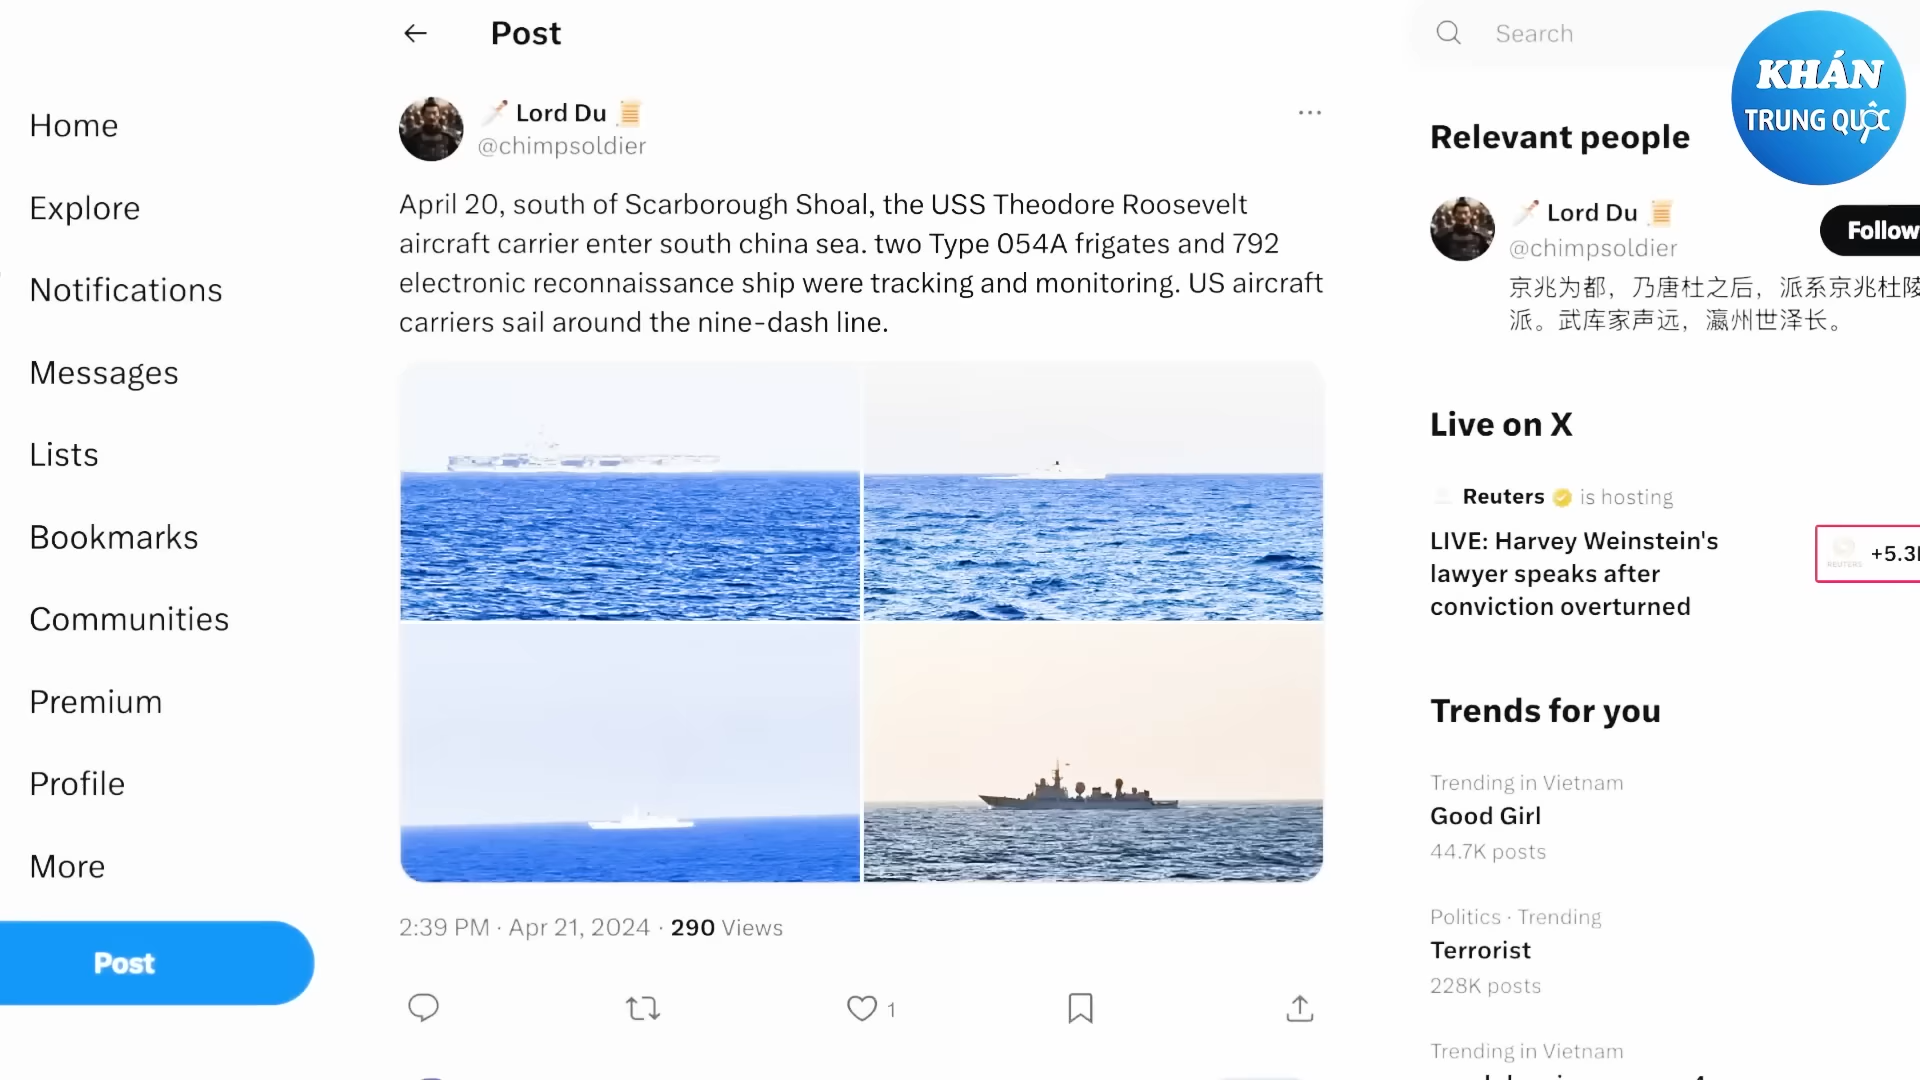 Post
Search
KHÁN
TRUNG QUỐC
Home
Explore
Notifications
Messages
Lists
Bookmarks
Communities
Premium
Profile
More
Post
Lord Du
@chimpsoldier
April 20, south of Scarborough Shoal, the USS Theodore Roosevelt
aircraft carrier enter south china sea. two Type 054A frigates and 792
electronic reconnaissance ship were tracking and monitoring. US aircraft
carriers sail around the nine-dash line.
2:39 PM · Apr 21, 2024 · 290 Views
1
Relevant people
Lord Du
@chimpsoldier
Follow
京兆为都，乃唐杜之后，派系京兆杜陵
派。武库家声远，瀛州世泽长。
Live on X
Reuters is hosting
LIVE: Harvey Weinstein's
lawyer speaks after
conviction overturned
REUTERS
+5.3
Trends for you
Trending in Vietnam
Good Girl
44.7K posts
Politics · Trending
Terrorist
228K posts
Trending in Vietnam